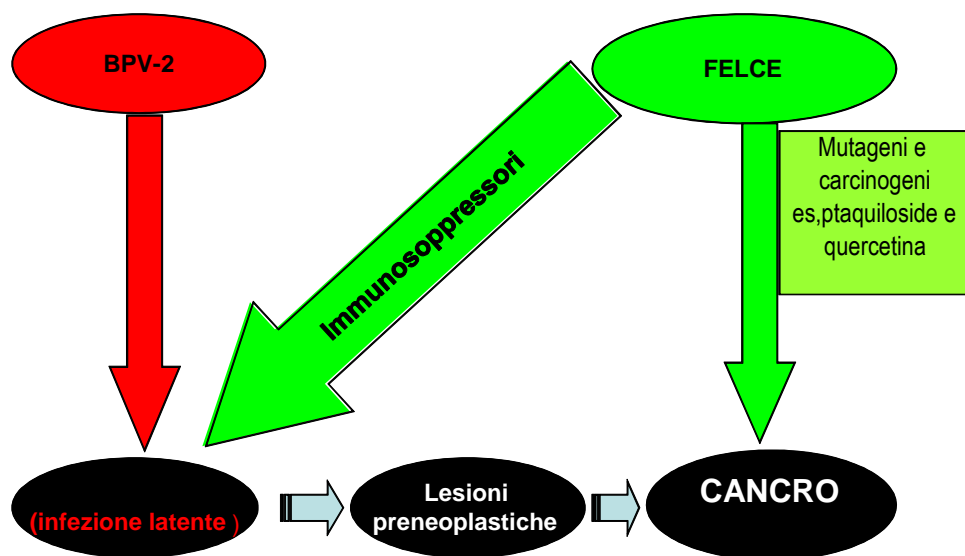 BPV-2
FELCE
Mutageni e
carcinogeni
es,ptaquiloside e
quercetina
Immunosoppressori
(infezione latente )
Lesioni
preneoplastiche
CANCRO